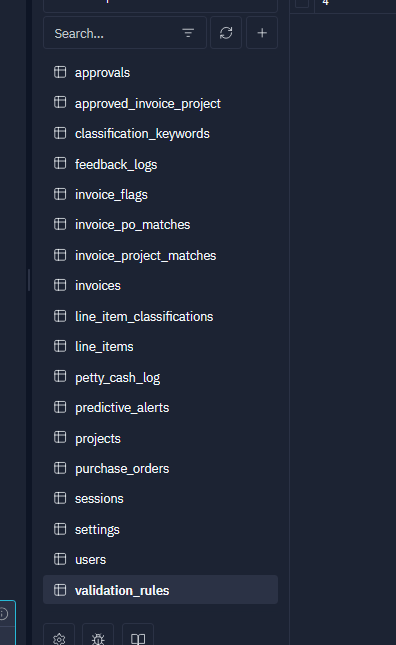 4
Search...
approvals
approved_invoice_project
classification_keywords
feedback_logs
invoice_flags
invoice_po_matches
invoice_project_matches
invoices
line_item_classifications
line_items
petty_cash_log
predictive_alerts
projects
purchase_orders
sessions
settings
users
validation_rules